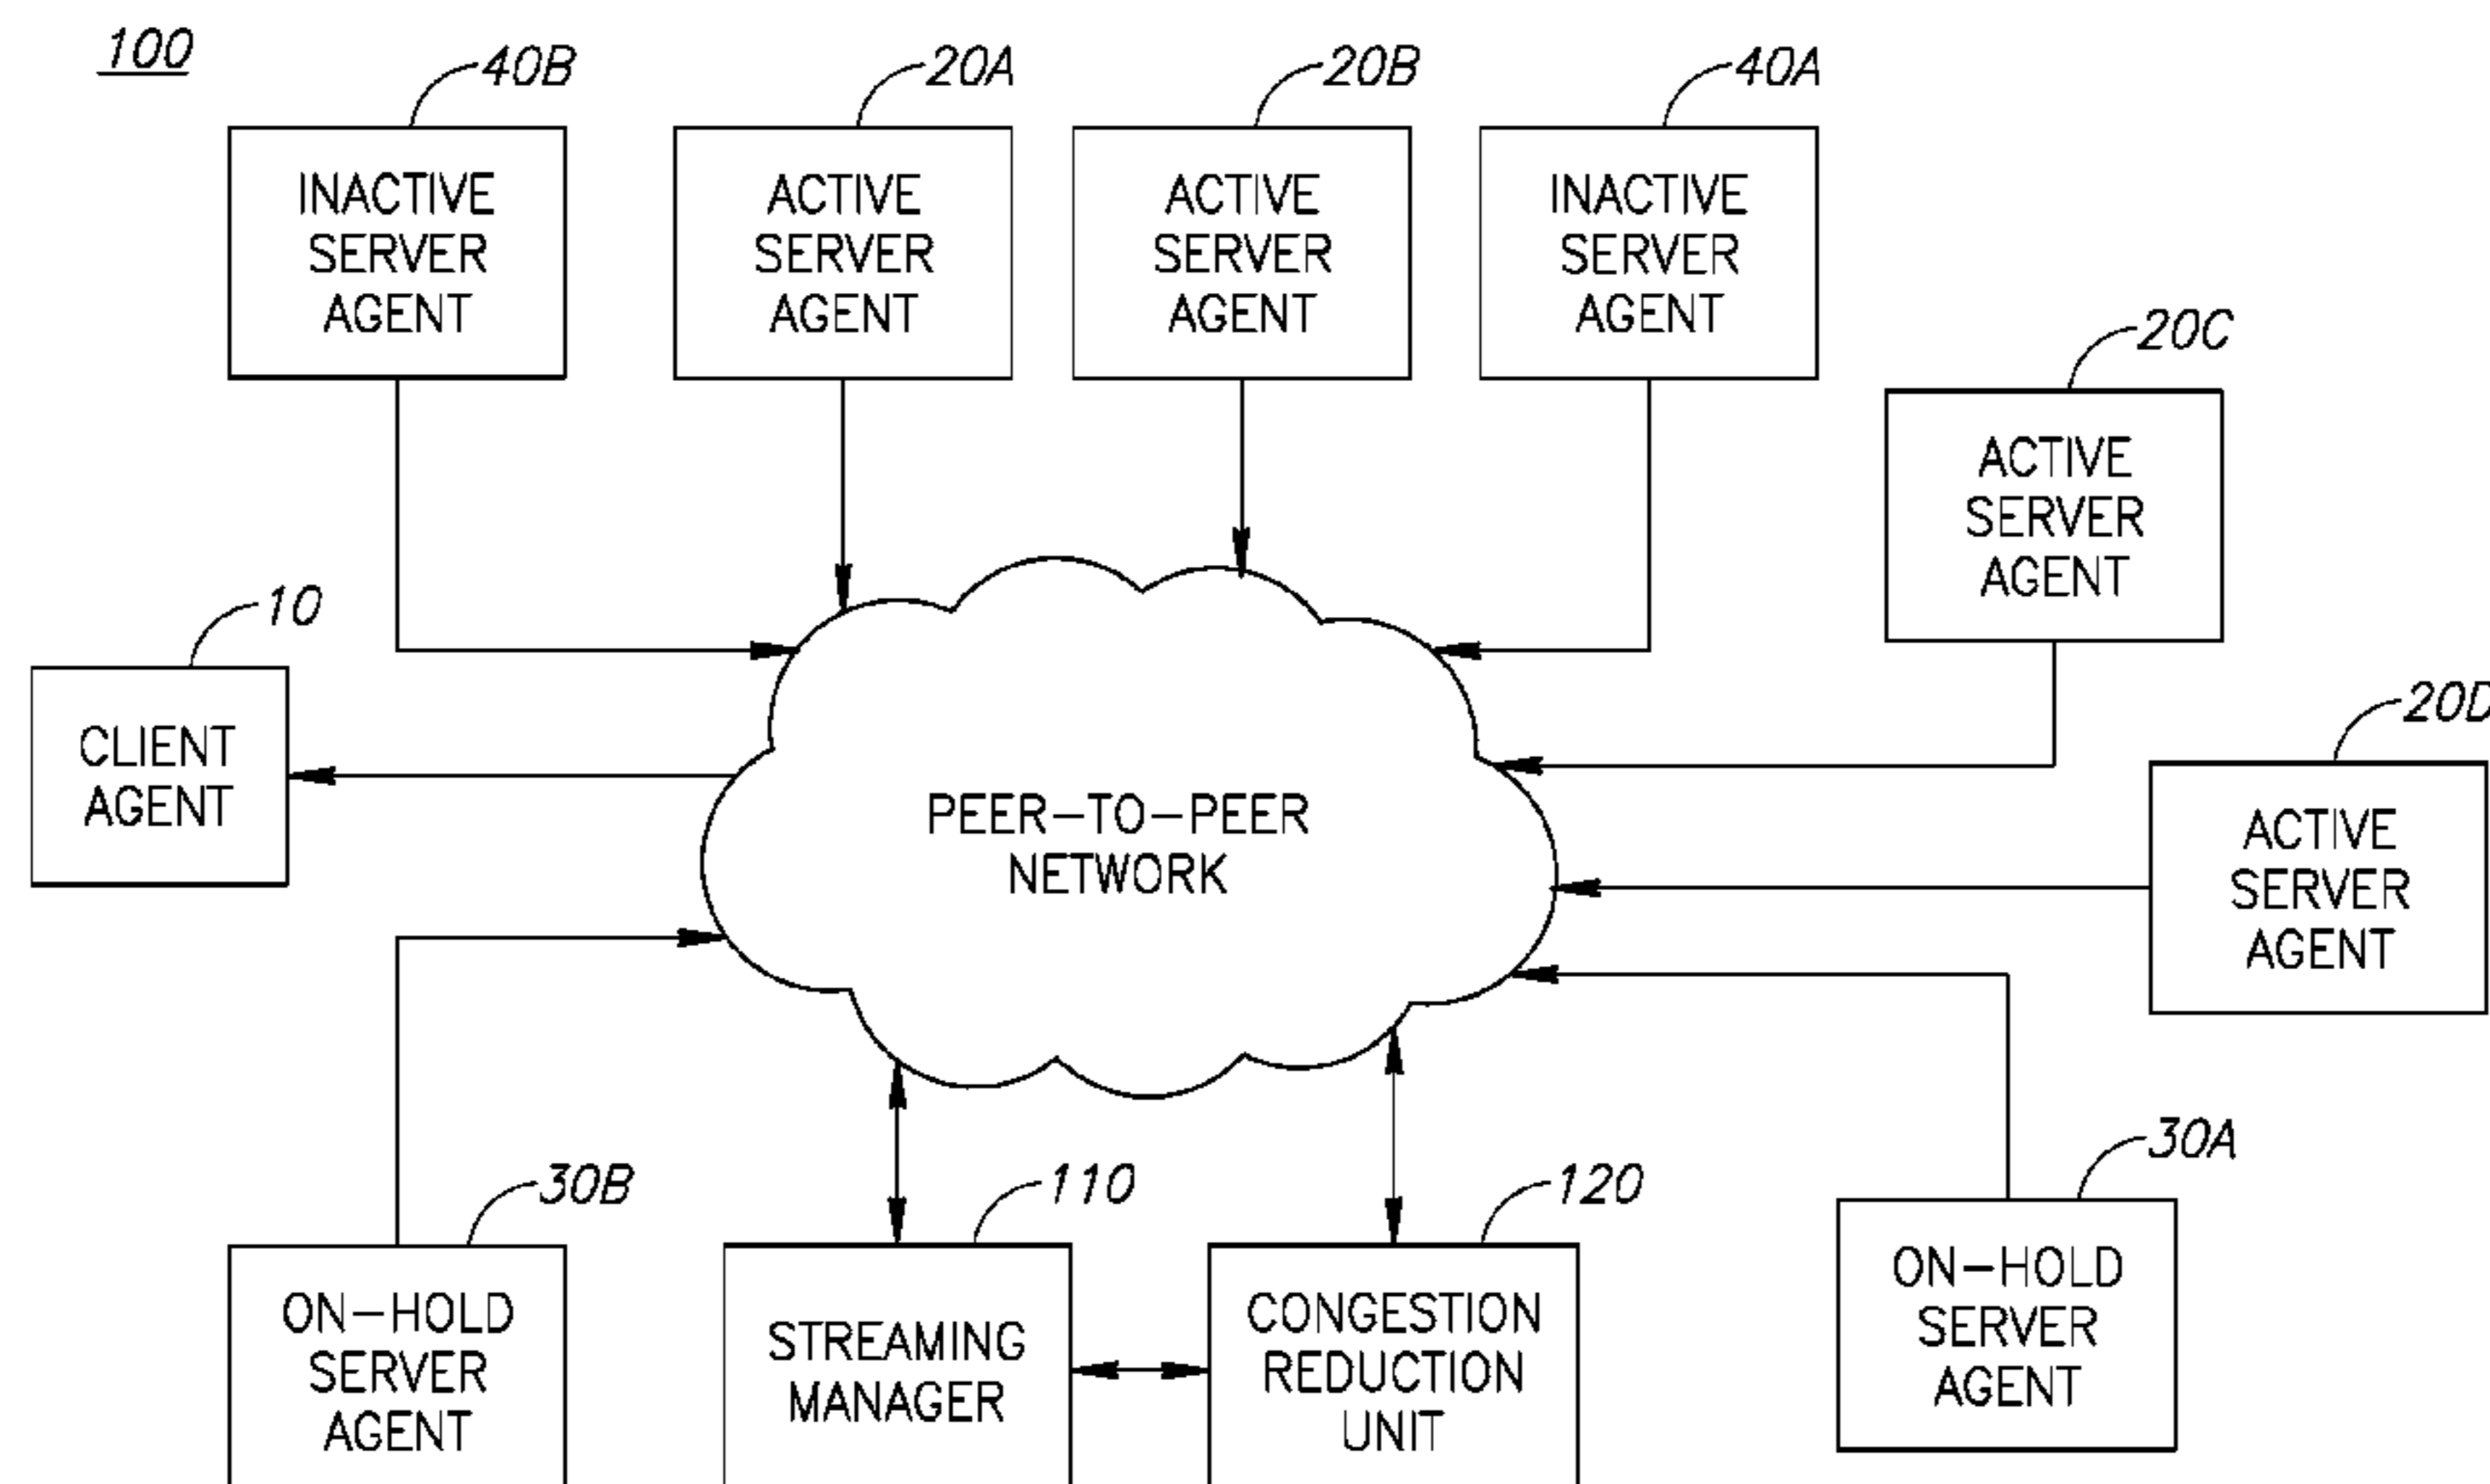 100
40B
20A
20B
40A
INACTIVE
SERVER
AGENT
ACTIVE
SERVER
AGENT
ACTIVE
SERVER
AGENT
INACTIVE
SERVER
AGENT
20C
ACTIVE
SERVER
AGENT
10
CLIENT
AGENT
PEER-TO-PEER
NETWORK
20D
ACTIVE
SERVER
AGENT
30B
ON-HOLD
SERVER
AGENT
110
STREAMING
MANAGER
120
CONGESTION
REDUCTION
UNIT
30A
ON-HOLD
SERVER
AGENT